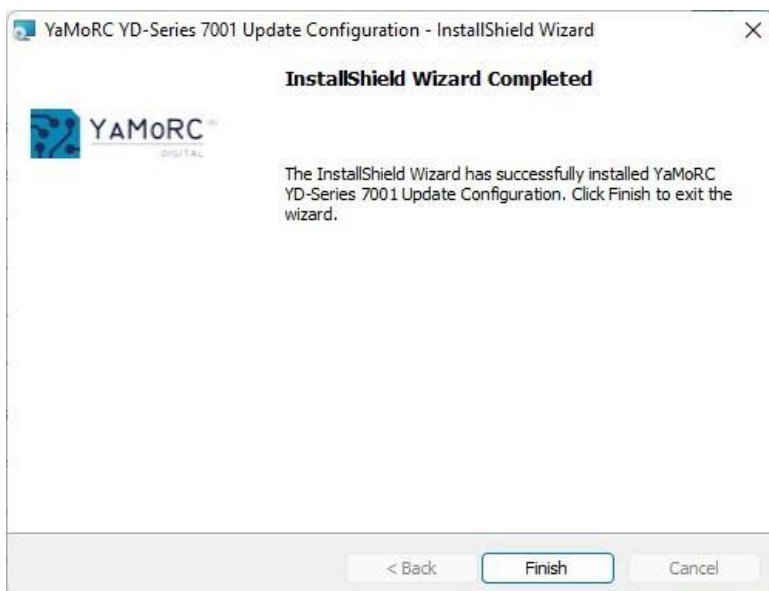 YaMoRC YD-Series 7001 Update Configuration - InstallShield Wizard
InstallShield Wizard Completed
YAMORC
DIGITAL
The InstallShield Wizard has successfully installed YaMoRC
YD-Series 7001 Update Configuration. Click Finish to exit the
wizard.
< Back
Finish
Cancel